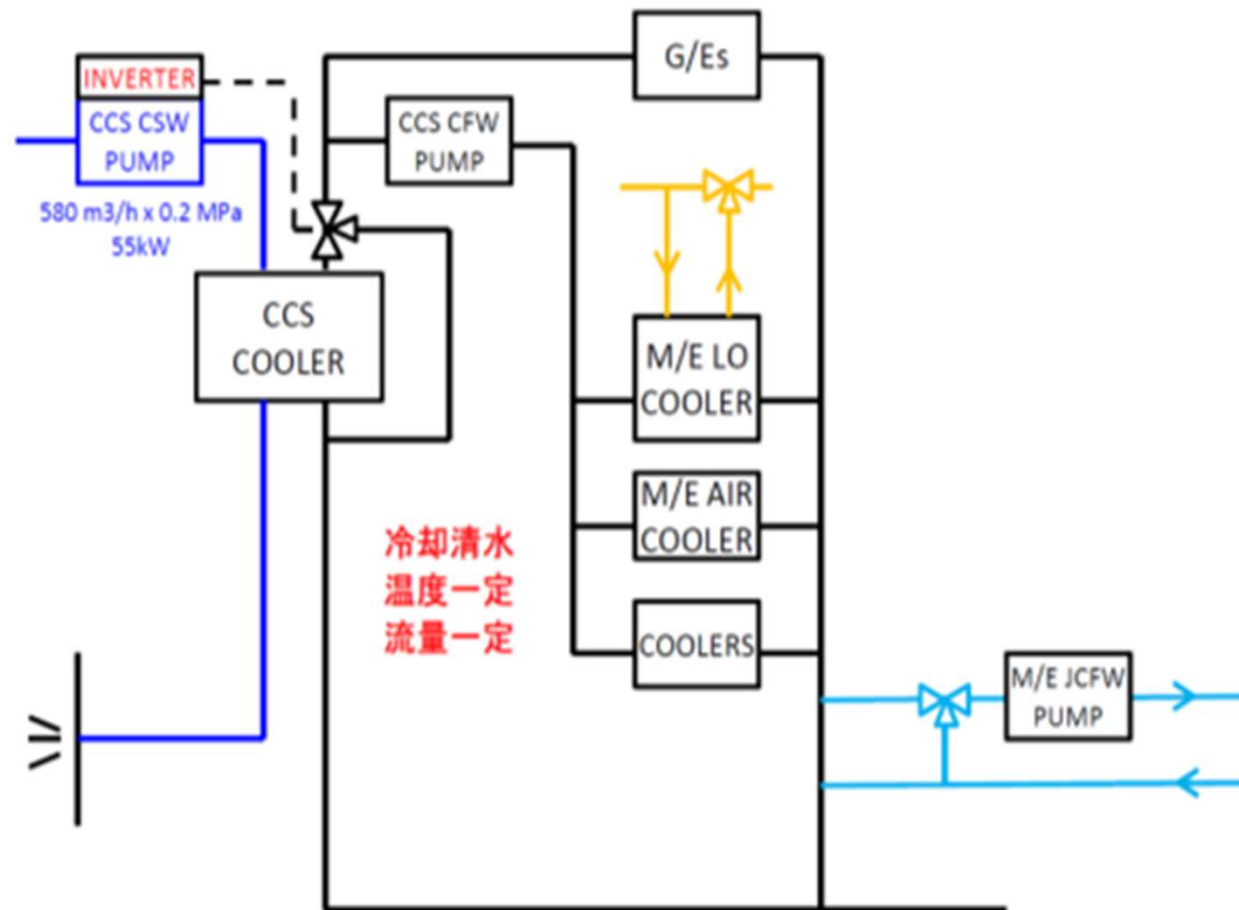 G/Es
INVERTER
CCS CSW
PUMP
580 m3/h x 0.2 MPa
55kW
CCS CFW
PUMP
CCS
COOLER
M/E LO
COOLER
M/E AIR
COOLER
冷却清水
温度一定
流量一定
COOLERS
M/E JCFW
PUMP